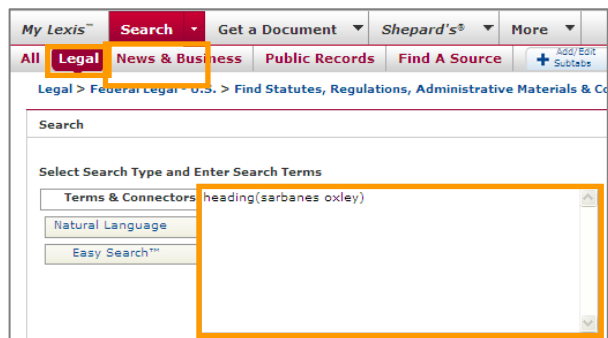 My Lexis™ Search Get a Document Shepard's® More
All Legal News & Business Public Records Find A Source + Add/Edit Subtabs
Legal > Federal Legal - U.S. > Find Statutes, Regulations, Administrative Materials &
Search
Select Search Type and Enter Search Terms
Terms & Connectors heading(sarbanes oxley)
Natural Language
Easy Search™